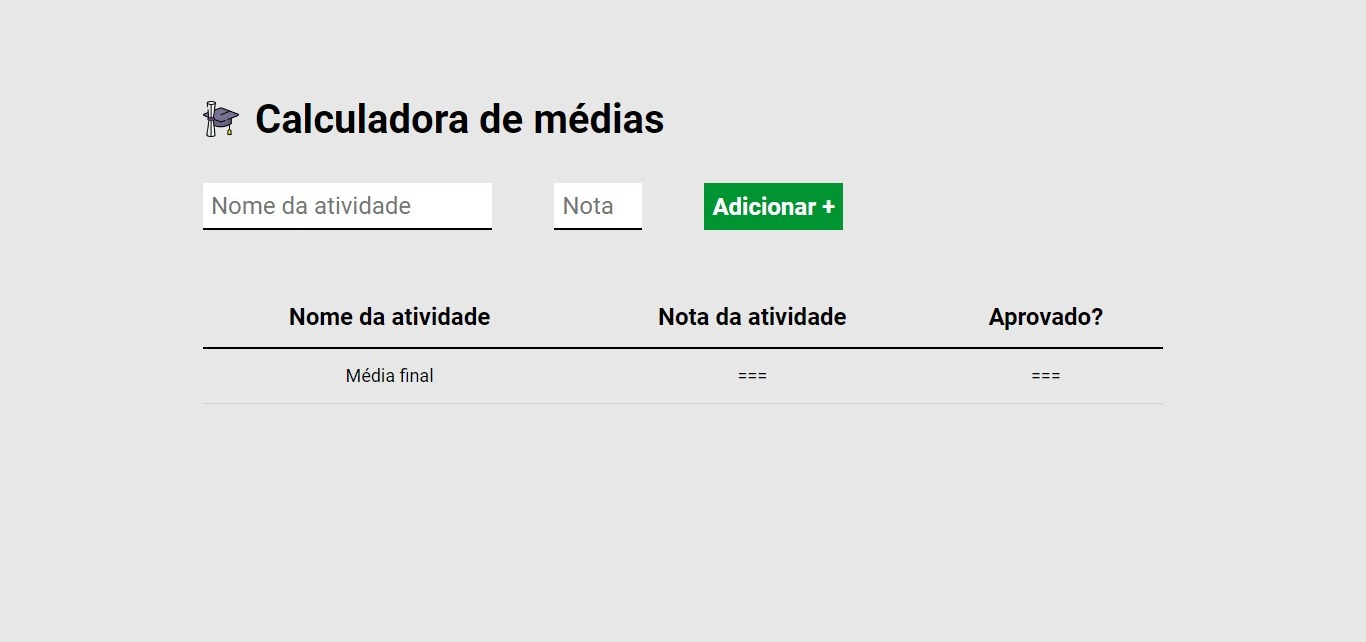 Calculadora de médias
Nome da atividade Nota Adicionar +
Nome da atividade Nota da atividade Aprovado?
Média final === ===